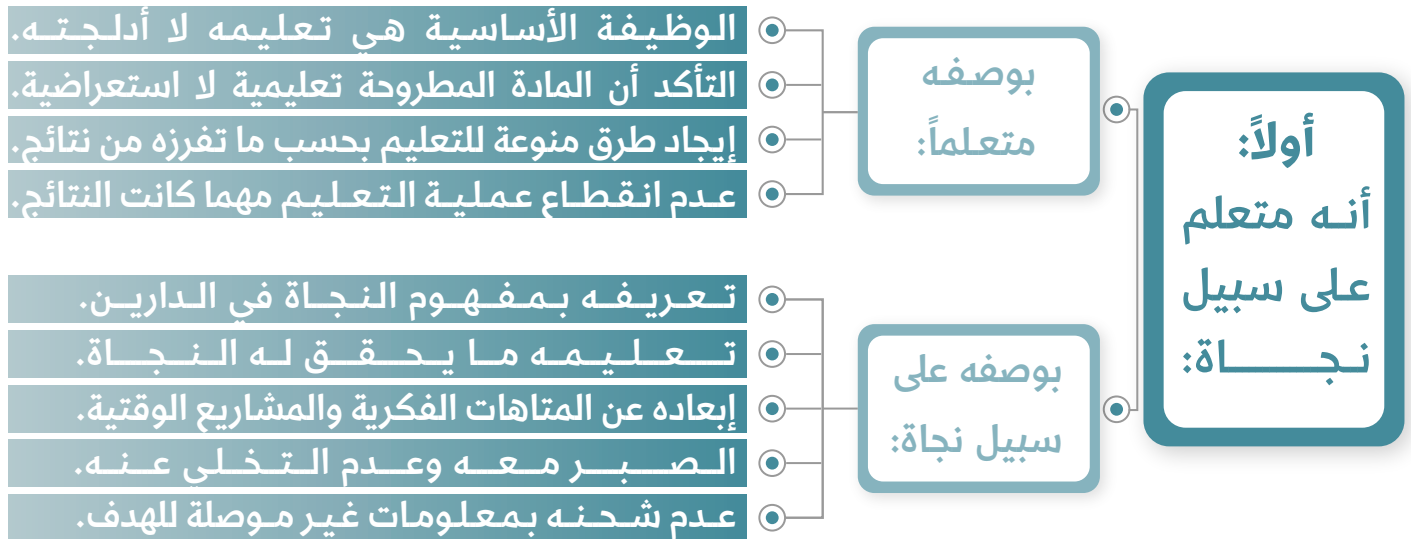 أولاً:
أنه متعلم
على سبيل
نجاة:
بوصفه
متعلماً:
الوظيفة الأساسية هي تعليمه لا أدلجته.
التأكد أن المادة المطروحة تعليمية لا استعراضية.
إيجاد طرق منوعة للتعليم بحسب ما تفرزه من نتائج.
عدم انقطاع عملية التعليم مهما كانت النتائج.
بوصفه على
سبيل نجاة:
تعريفه بمفهوم النجاة في الدارين.
تعليمه ما يحقق له النجاة.
إبعاده عن المتاهات الفكرية والمشاريع الوقتية.
الصبر معه وعدم التخلي عنه.
عدم شحنه بمعلومات غير موصلة للهدف.